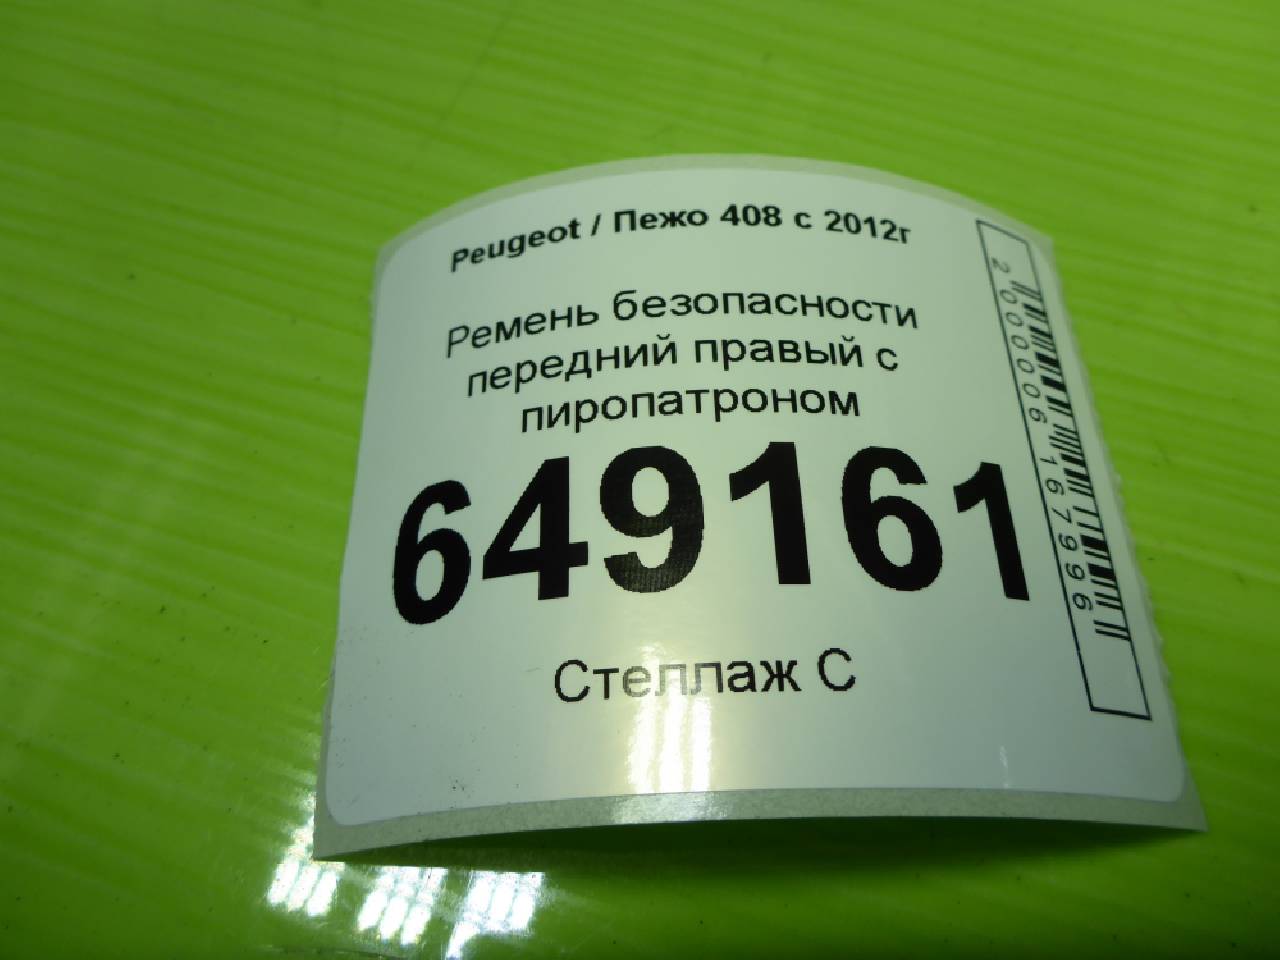 Peugeot / Пежо 408 с 2012г
Ремень безопасности
передний правый с
пиропатроном
649161
Стеллаж С
2000006167996